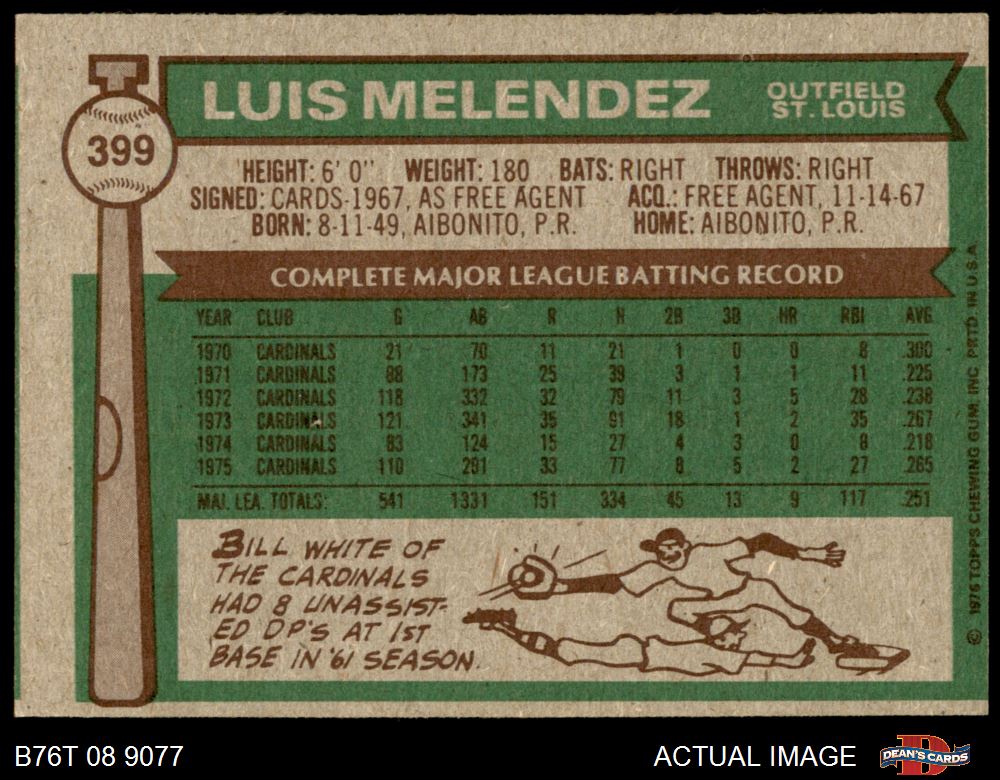 399
LUIS MELENDEZ
OUTFIELD
ST. LOUIS
HEIGHT: 6' 0" WEIGHT: 180 BATS: RIGHT THROWS: RIGHT
SIGNED: CARDS-1967, AS FREE AGENT ACQ.: FREE AGENT, 11-14-67
BORN: 8-11-49, AIBONITO, P.R. HOME: AIBONITO, P.R.
COMPLETE MAJOR LEAGUE BATTING RECORD
YEAR CLUB G AB R H 2B 3B HR RBI AVG
1970 CARDINALS 21 70 11 21 1 0 0 8 .300
1971 CARDINALS 88 173 25 39 3 1 1 11 .225
1972 CARDINALS 118 332 32 79 11 3 5 28 .238
1973 CARDINALS 121 341 35 91 18 1 2 35 .267
1974 CARDINALS 83 124 15 27 4 3 0 8 .218
1975 CARDINALS 110 291 33 77 8 5 2 27 .265
MAJ. LEA. TOTALS: 541 1331 151 334 45 13 9 117 .251
BILL WHITE OF
THE CARDINALS
HAD 8 UNASSIST-
ED DP'S AT 1ST
BASE IN '61 SEASON.
© 1976 TOPPS CHEWING GUM, INC. PRTD. IN U.S.A.
B76T 08 9077
ACTUAL IMAGE
DEAN'S CARDS